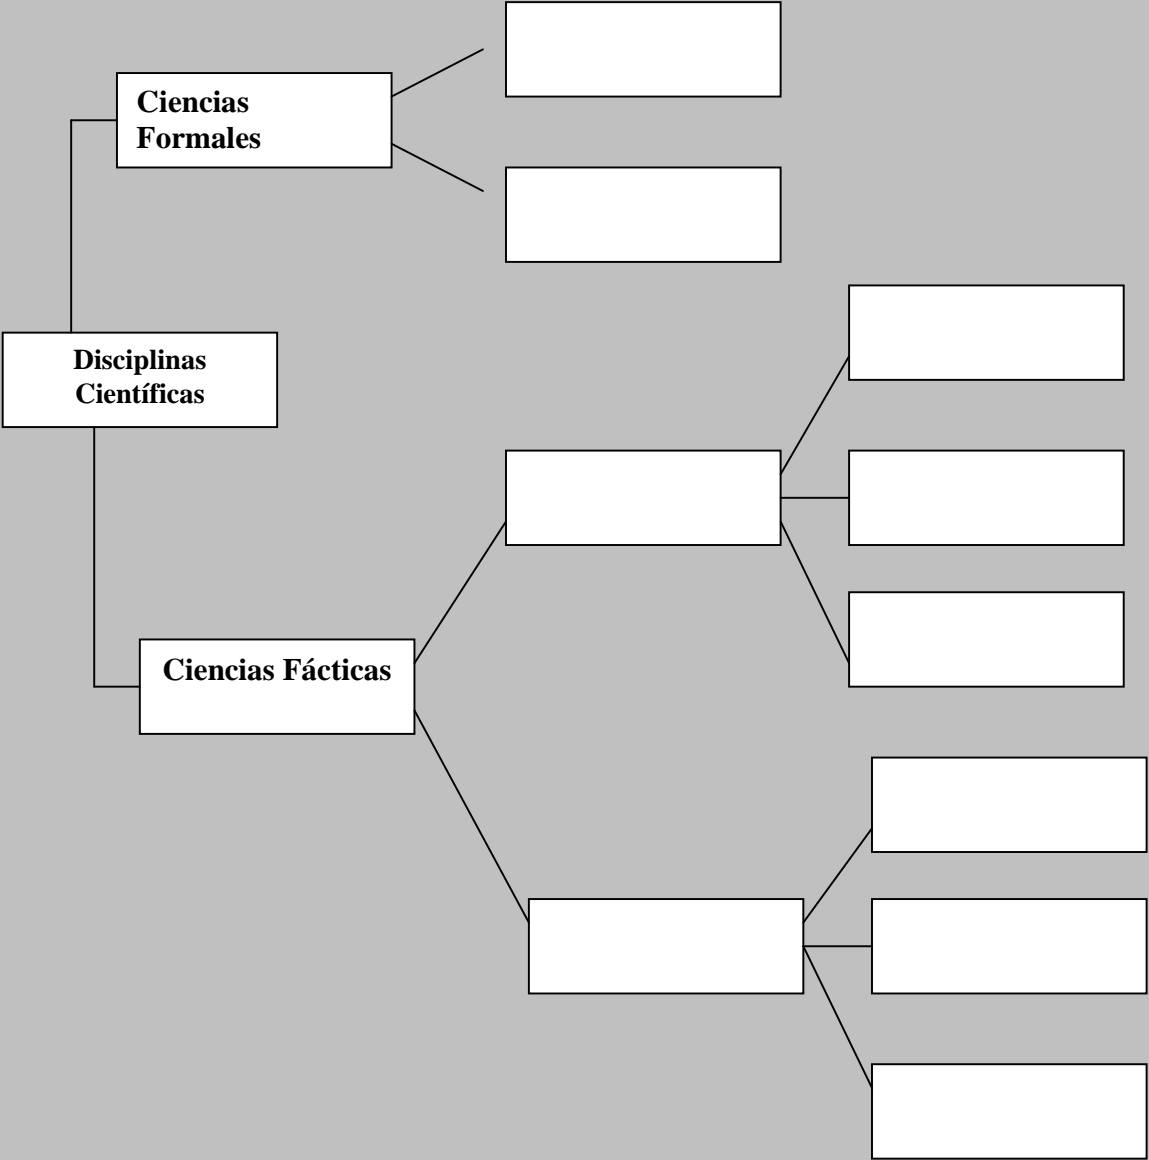 Ciencias
Formales
Disciplinas
Científicas
Ciencias Fácticas